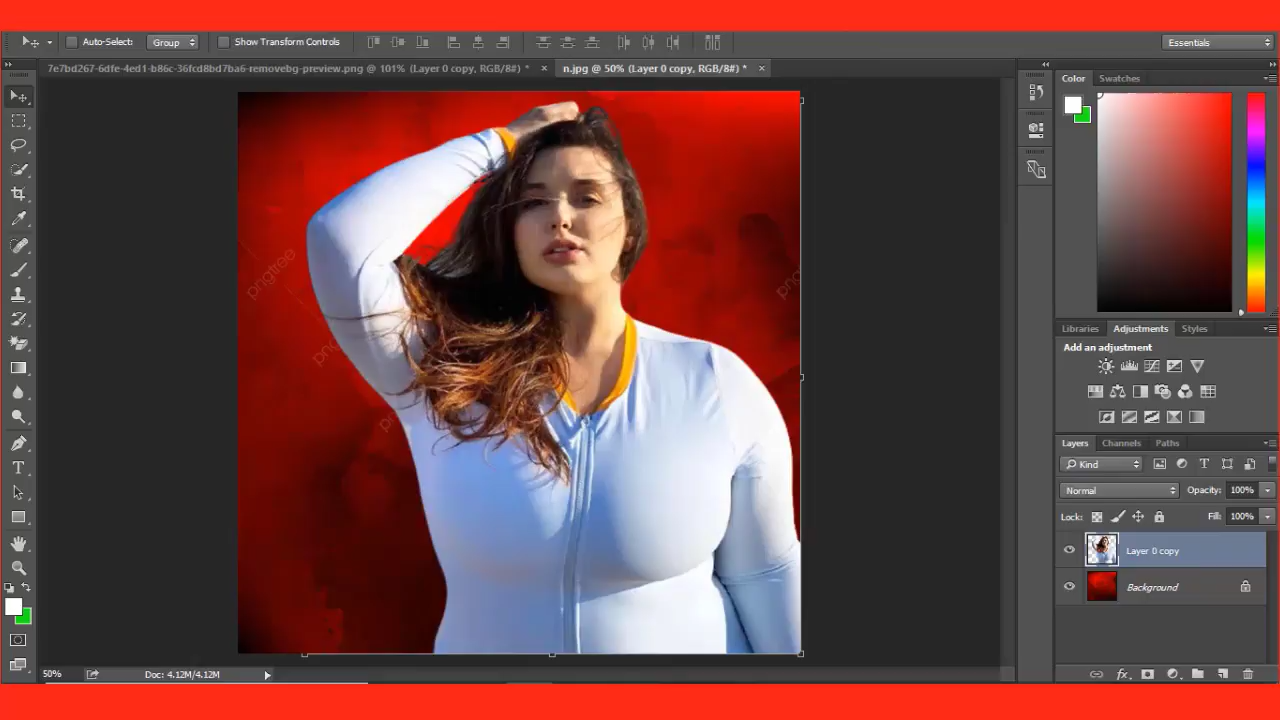 Auto-Select: Group Show Transform Controls Essentials
7e7bd267-6dfe-4ed1-b86c-36fcd8bd7ba6-removebg-preview.png @ 101% (Layer 0 copy, RGB/8#) * × n.jpg @ 50% (Layer 0 copy, RGB/8#) * ×
Color Swatches
pngtree
Libraries Adjustments Styles
Add an adjustment
Layers Channels Paths
Kind
Normal Opacity: 100%
Lock: Fill: 100%
Layer 0 copy
Background
50% Doc: 4.12M/4.12M